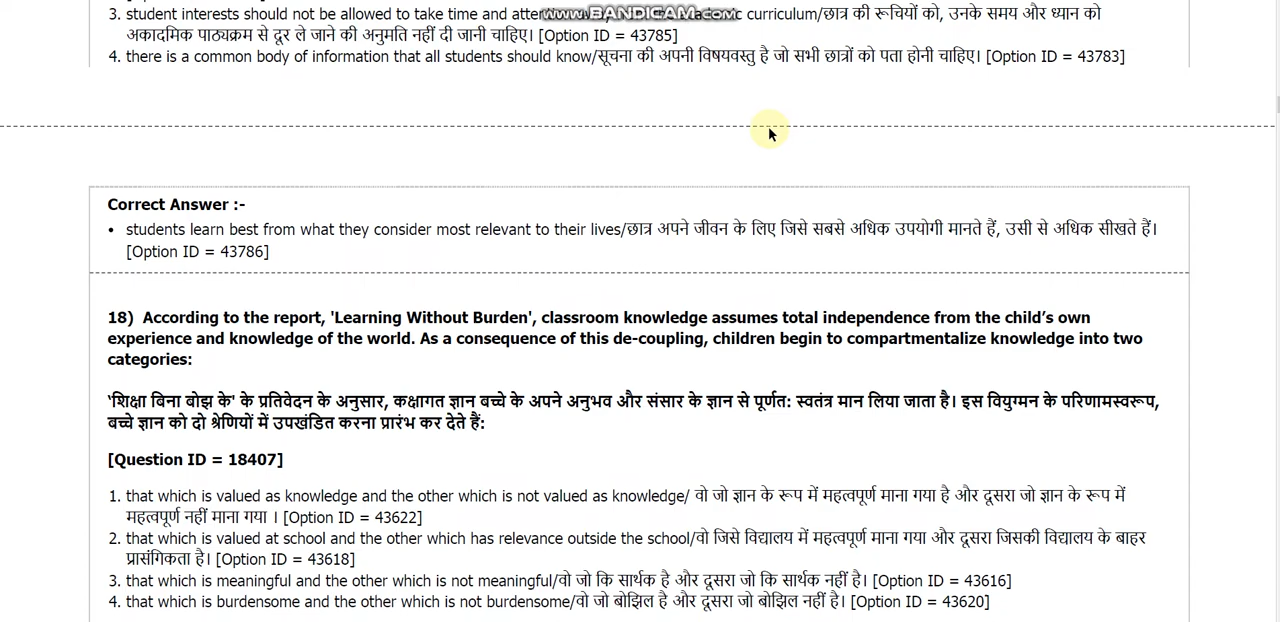 3. student interests should not be allowed to take time and curriculum/छात्र की रूचियों को, उनके समय और ध्यान को
www.BANDICAM.com
अकादमिक पाठ्यक्रम से दूर ले जाने की अनुमति नहीं दी जानी चाहिए। [Option ID = 43785]
4. there is a common body of information that all students should know/सूचना की अपनी विषयवस्तु है जो सभी छात्रों को पता होनी चाहिए। [Option ID = 43783]
Correct Answer :-
• students learn best from what they consider most relevant to their lives/छात्र अपने जीवन के लिए जिसे सबसे अधिक उपयोगी मानते हैं, उसी से अधिक सीखते हैं।
[Option ID = 43786]
18) According to the report, 'Learning Without Burden', classroom knowledge assumes total independence from the child’s own
experience and knowledge of the world. As a consequence of this de-coupling, children begin to compartmentalize knowledge into two
categories:
'शिक्षा बिना बोझ के' के प्रतिवेदन के अनुसार, कक्षागत ज्ञान बच्चे के अपने अनुभव और संसार के ज्ञान से पूर्णत: स्वतंत्र मान लिया जाता है। इस वियुग्मन के परिणामस्वरूप,
बच्चे ज्ञान को दो श्रेणियों में उपखंडित करना प्रारंभ कर देते हैं:
[Question ID = 18407]
1. that which is valued as knowledge and the other which is not valued as knowledge/ वो जो ज्ञान के रूप में महत्वपूर्ण माना गया है और दूसरा जो ज्ञान के रूप में
महत्वपूर्ण नहीं माना गया । [Option ID = 43622]
2. that which is valued at school and the other which has relevance outside the school/वो जिसे विद्यालय में महत्वपूर्ण माना गया और दूसरा जिसकी विद्यालय के बाहर
प्रासंगिकता है। [Option ID = 43618]
3. that which is meaningful and the other which is not meaningful/वो जो कि सार्थक है और दूसरा जो कि सार्थक नहीं है। [Option ID = 43616]
4. that which is burdensome and the other which is not burdensome/वो जो बोझिल है और दूसरा जो बोझिल नहीं है। [Option ID = 43620]